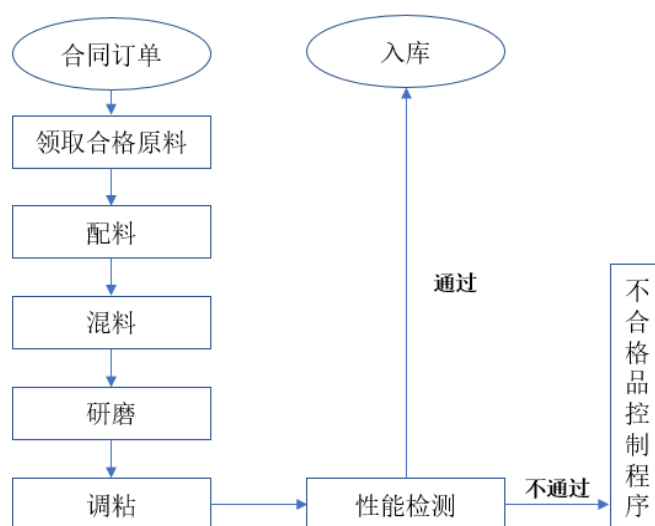 合同订单
领取合格原料
配料
混料
研磨
调粘
性能检测
通过
入库
不通过
不合格品控制程序